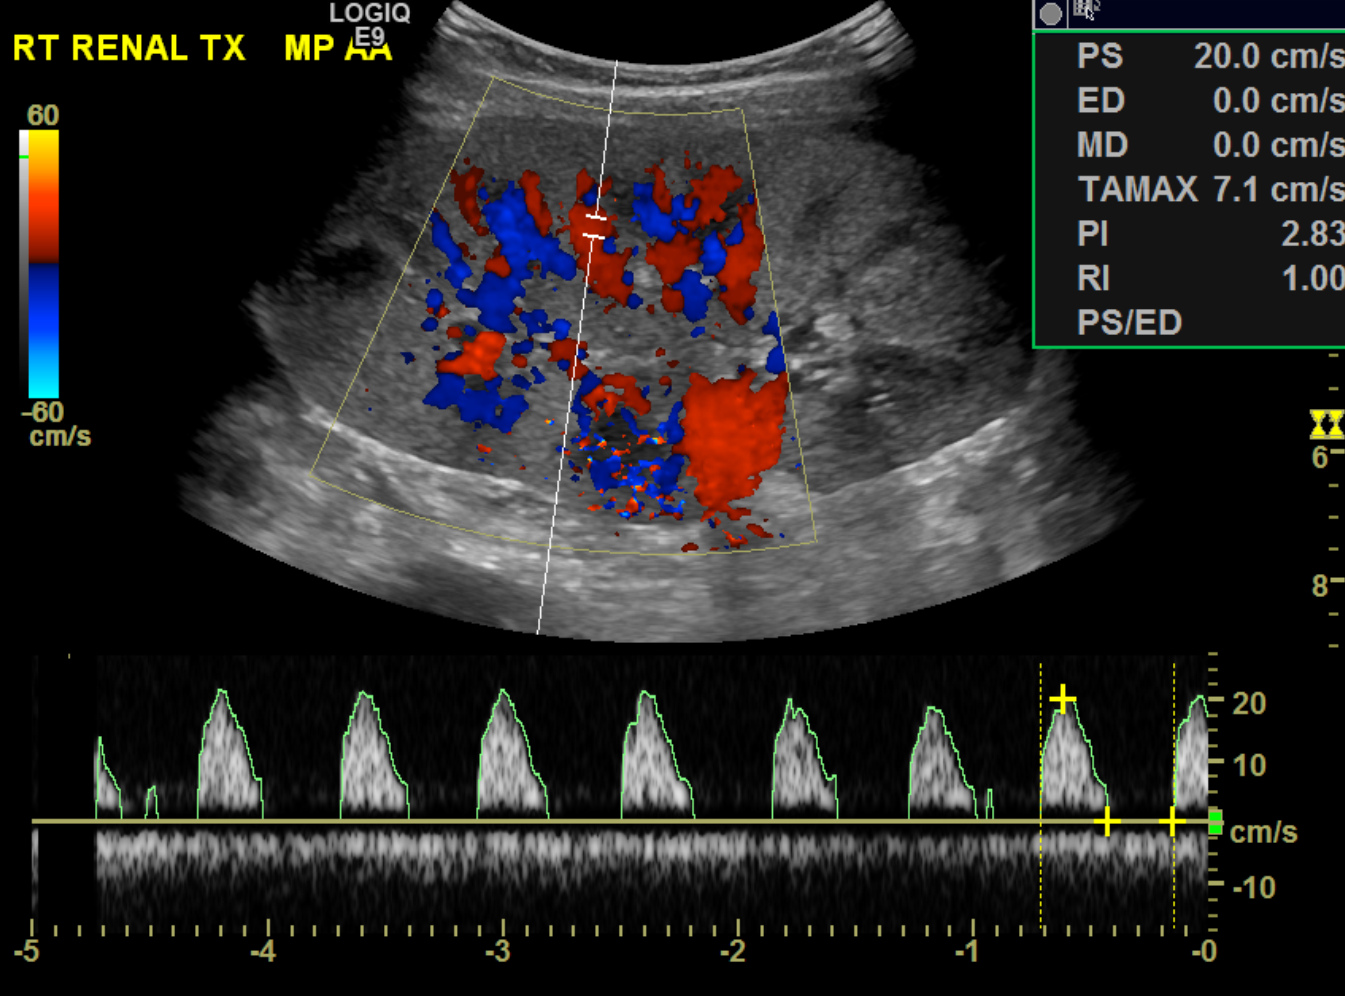 LOGIQ
E9
RT RENAL TX MP AA
60
-60
cm/s
PS 20.0 cm/s
ED 0.0 cm/s
MD 0.0 cm/s
TAMAX 7.1 cm/s
PI 2.83
RI 1.00
PS/ED
6
8
20
10
cm/s
-10
-5 -4 -3 -2 -1 -0